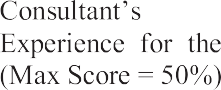 Consultant’s
Experience for the
(Max Score = 50%)